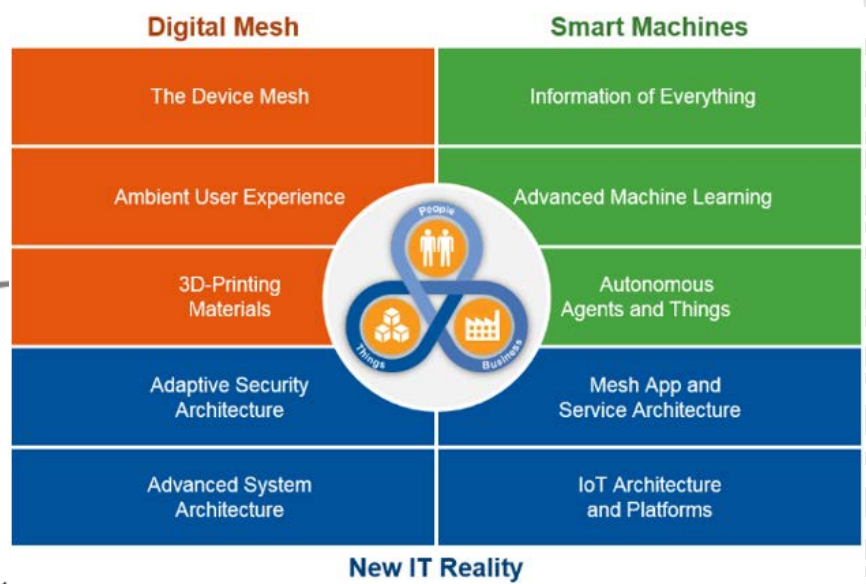 Digital Mesh
Smart Machines
The Device Mesh
Information of Everything
Ambient User Experience
Advanced Machine Learning
People
3D-Printing
Materials
Autonomous
Agents and Things
Things
Business
Adaptive Security
Architecture
Mesh App and
Service Architecture
Advanced System
Architecture
IoT Architecture
and Platforms
New IT Reality